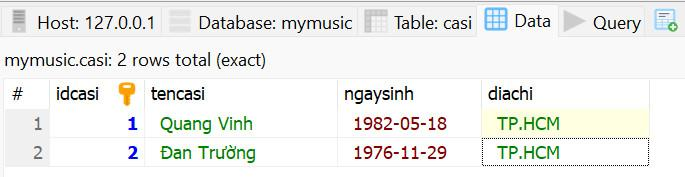 Host: 127.0.0.1 Database: mymusic Table: casi Data Query
mymusic.casi: 2 rows total (exact)
# idcasi tencasi ngaysinh diachi
1 1 Quang Vinh 1982-05-18 TP.HCM
2 2 Đan Trường 1976-11-29 TP.HCM